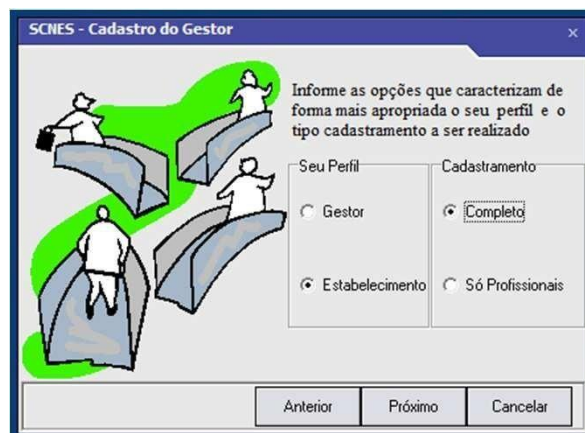 SCNES - Cadastro do Gestor
Informe as opções que caracterizam de
forma mais apropriada o seu perfil e o
tipo cadastramento a ser realizado
Seu Perfil
Gestor
Estabelecimento
Cadastramento
Completo
Só Profissionais
Anterior Próximo Cancelar